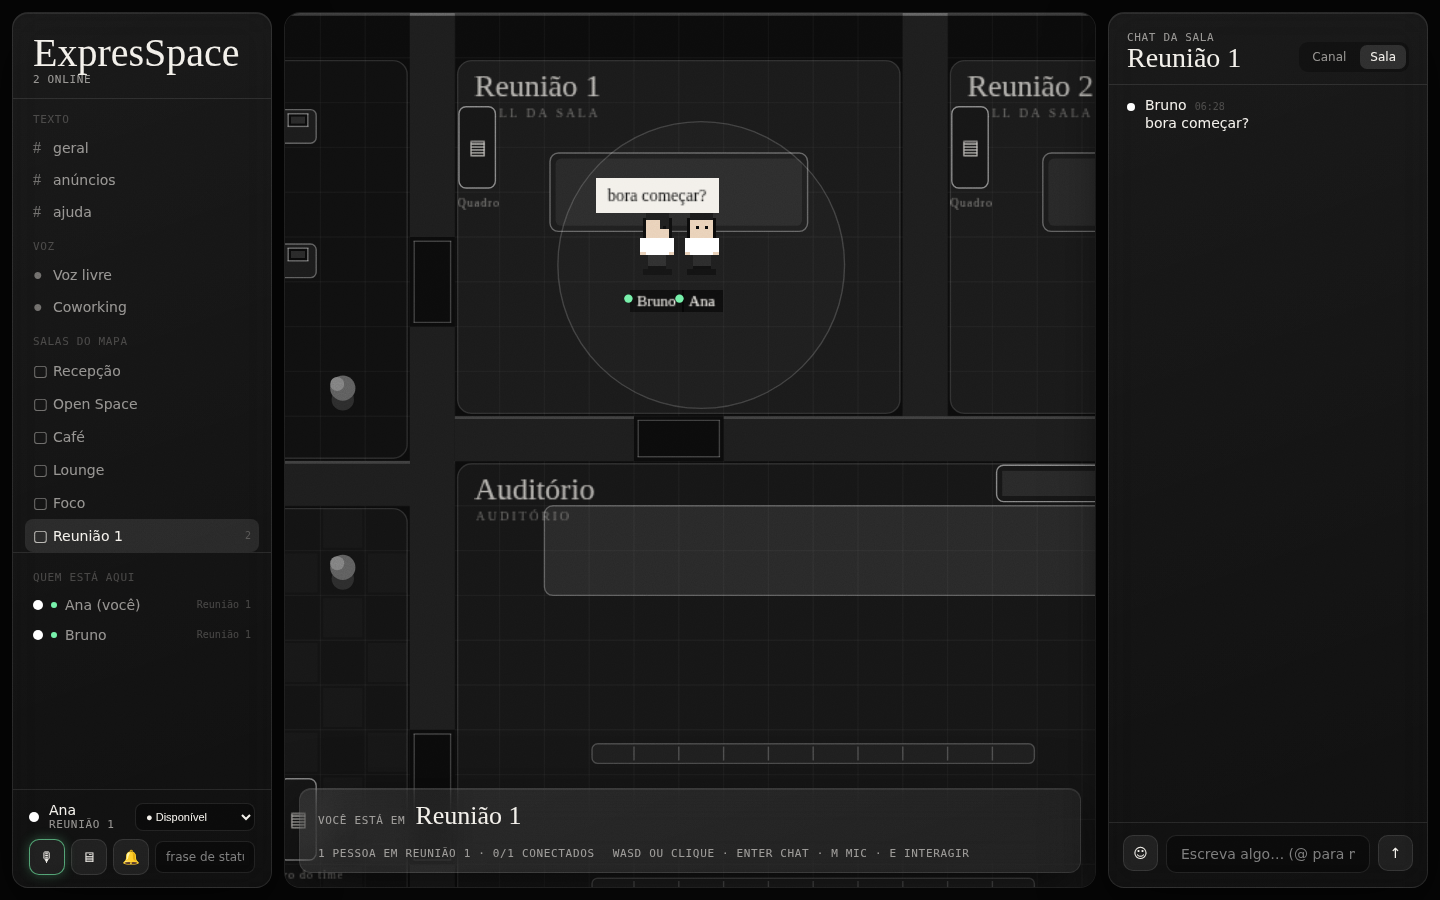 ExpresSpace
2 ONLINE
TEXTO
# geral
# anúncios
# ajuda
VOZ
Voz livre
Coworking
SALAS DO MAPA
Recepção
Open Space
Café
Lounge
Foco
Reunião 1 2
QUEM ESTÁ AQUI
Ana (você) Reunião 1
Bruno Reunião 1
Ana
REUNIÃO 1
● Disponível
frase de statu
Reunião 1
LL DA SALA
Quadro
bora começar?
Bruno
Ana
Reunião 2
LL DA SALA
Quadro
Auditório
AUDITÓRIO
ro do time
VOCÊ ESTÁ EM Reunião 1
1 PESSOA EM REUNIÃO 1 · 0/1 CONECTADOS WASD OU CLIQUE · ENTER CHAT · M MIC · E INTERAGIR
CHAT DA SALA
Reunião 1
Canal Sala
Bruno 06:28
bora começar?
Escreva algo… (@ para r